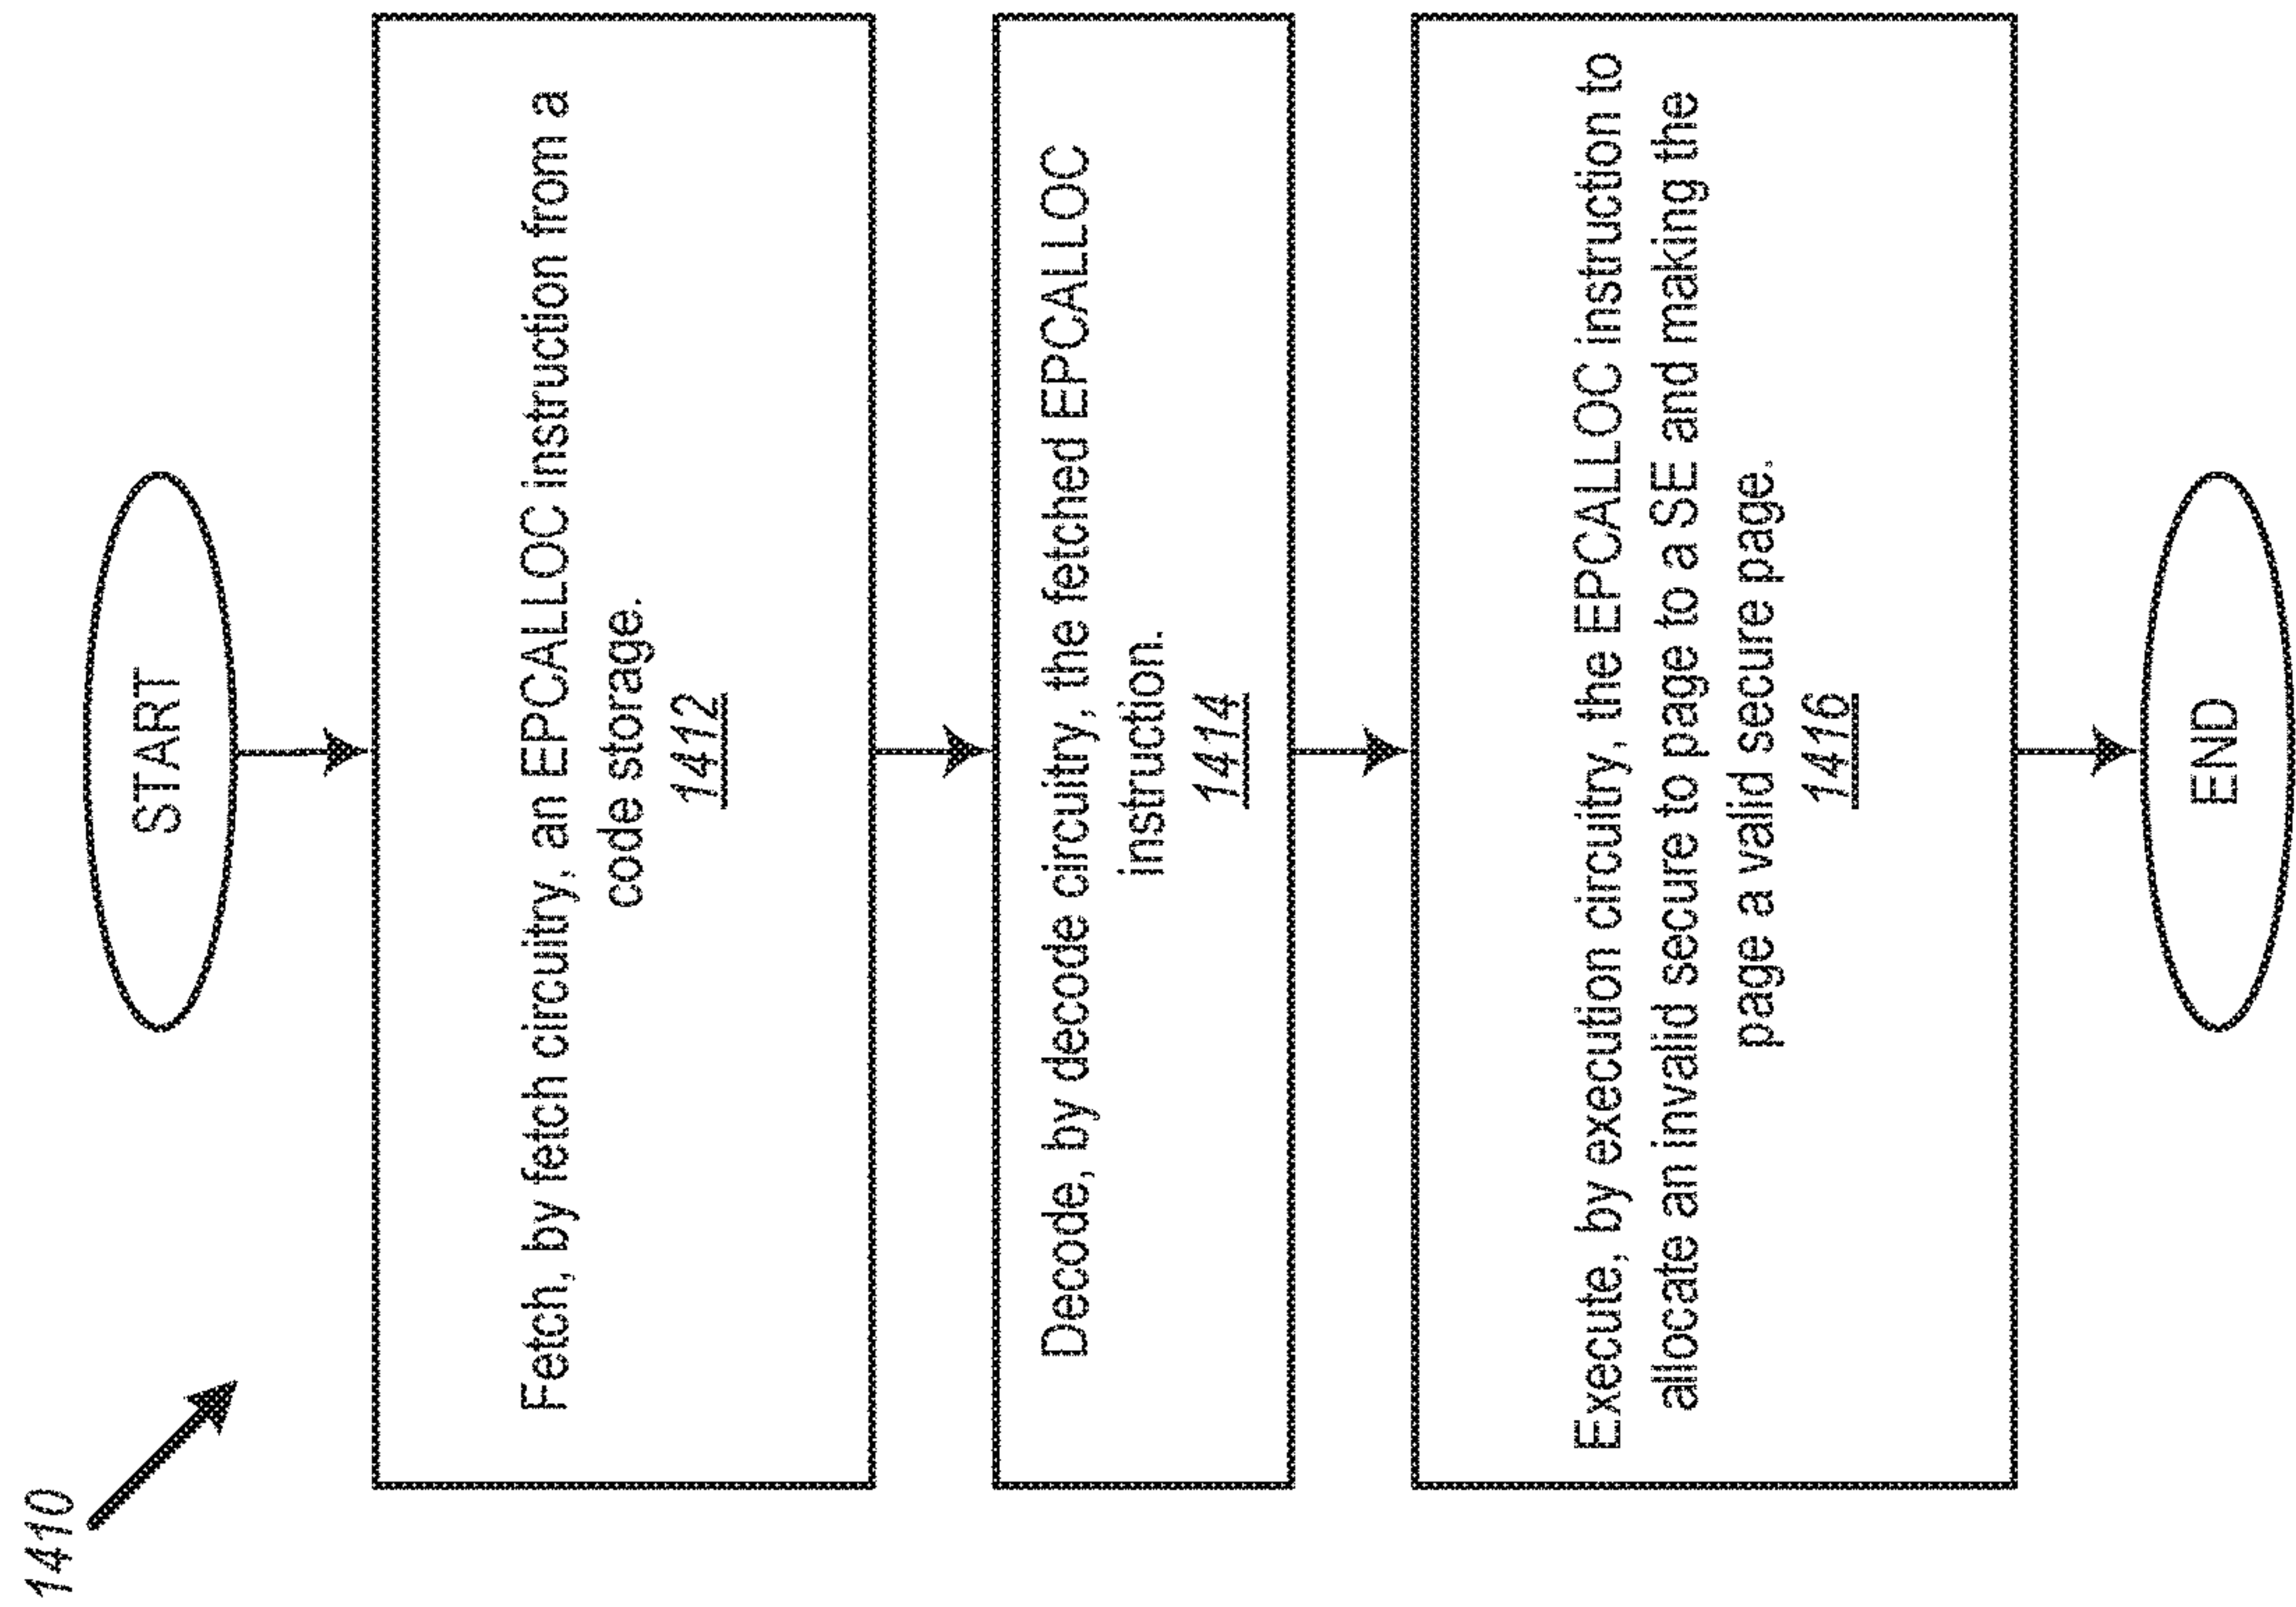 1410
START
Fetch, by fetch circuitry, an EPCALLOC instruction from a
code storage.
1412
Decode, by decode circuitry, the fetched EPCALLOC
instruction.
1414
Execute, by execution circuitry, the EPCALLOC instruction to
allocate an invalid secure to page to a SE and making the
page a valid secure page.
1416
END